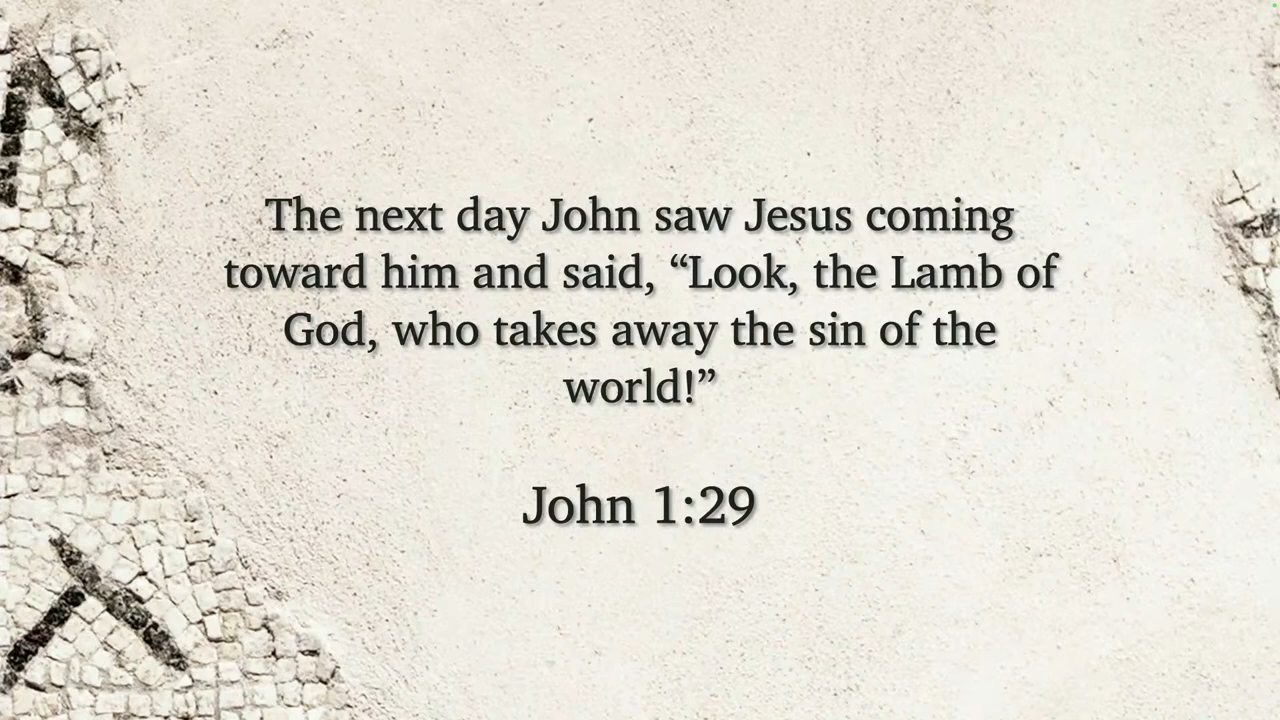 The next day John saw Jesus coming
toward him and said, “Look, the Lamb of
God, who takes away the sin of the
world!”
John 1:29